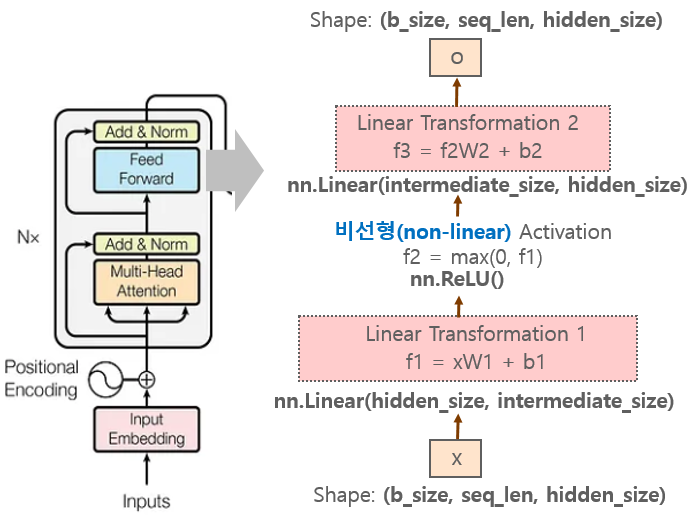 Add & Norm
Feed
Forward
Nx
Add & Norm
Multi-Head
Attention
Positional
Encoding
Input
Embedding
Inputs
Shape: (b_size, seq_len, hidden_size)
O
Linear Transformation 2
f3 = f2W2 + b2
nn.Linear(intermediate_size, hidden_size)
비선형(non-linear) Activation
f2 = max(0, f1)
nn.ReLU()
Linear Transformation 1
f1 = xW1 + b1
nn.Linear(hidden_size, intermediate_size)
X
Shape: (b_size, seq_len, hidden_size)